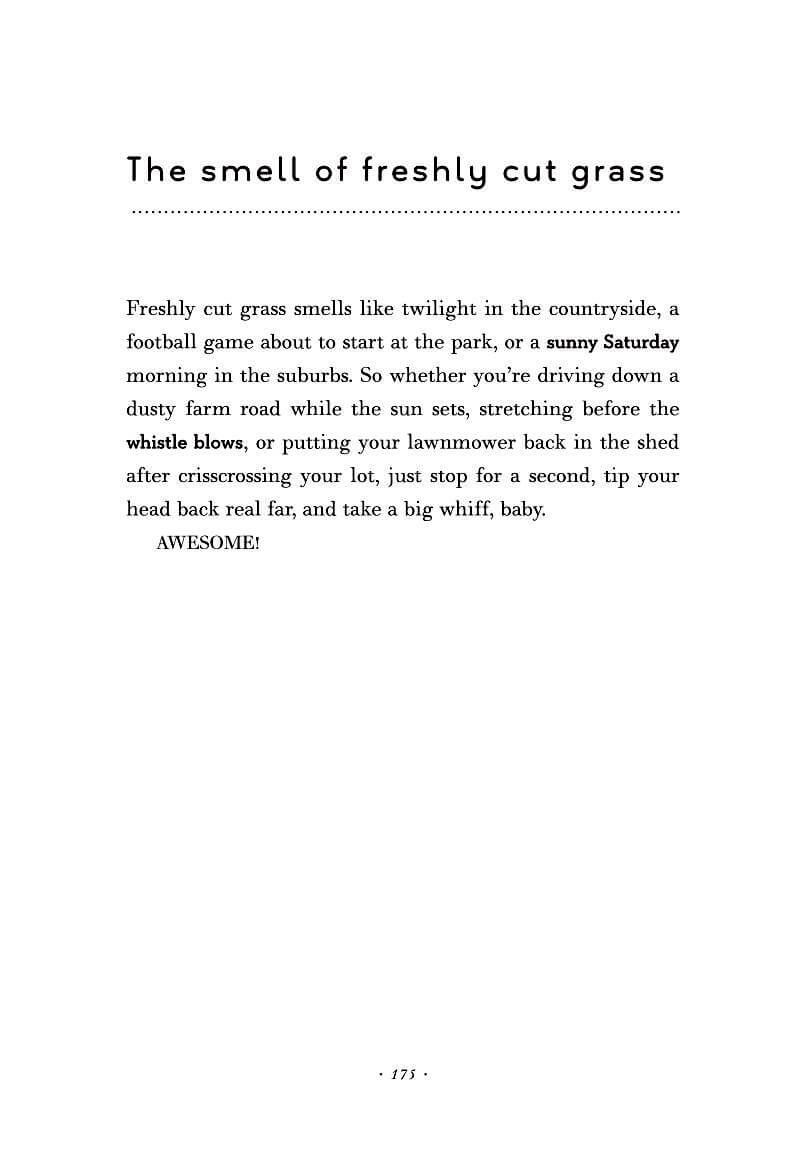 The smell of freshly cut grass
Freshly cut grass smells like twilight in the countryside, a
football game about to start at the park, or a sunny Saturday
morning in the suburbs. So whether you’re driving down a
dusty farm road while the sun sets, stretching before the
whistle blows, or putting your lawnmower back in the shed
after crisscrossing your lot, just stop for a second, tip your
head back real far, and take a big whiff, baby.
AWESOME!
· 175 ·